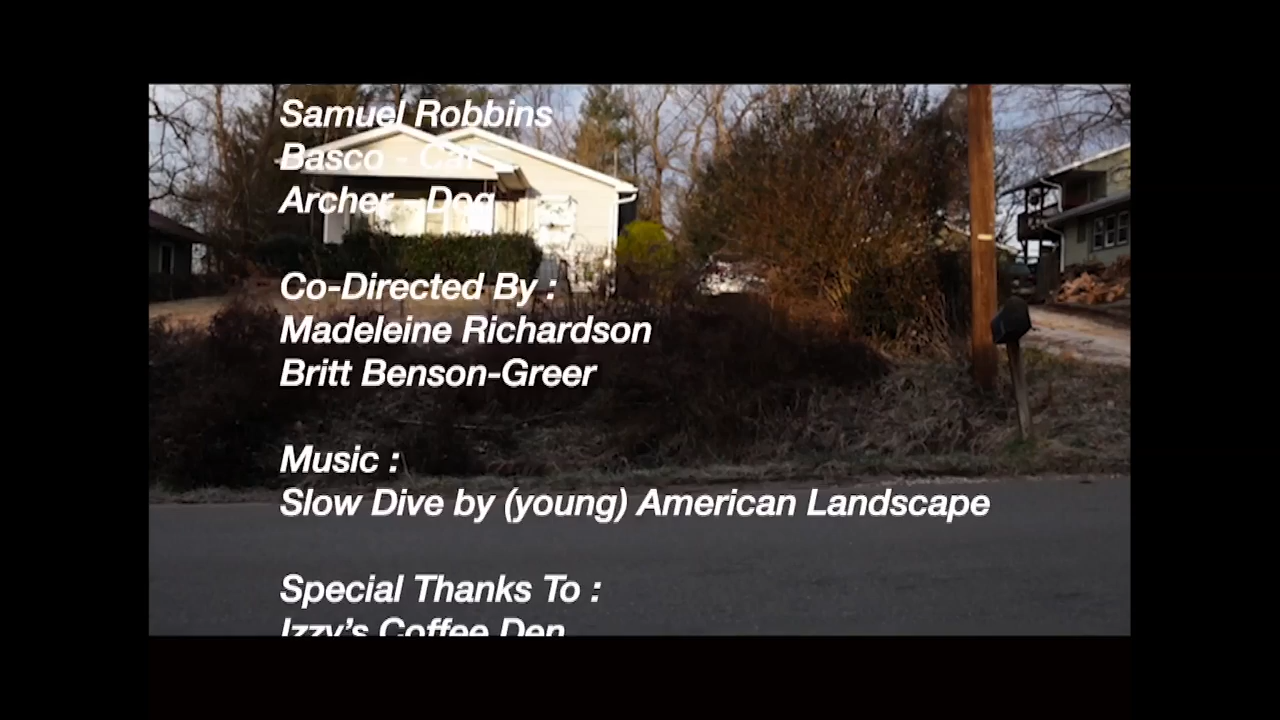 Samuel Robbins
Basco - Cat
Archer - Dog
Co-Directed By :
Madeleine Richardson
Britt Benson-Greer
Music :
Slow Dive by (young) American Landscape
Special Thanks To :
Izzy's Coffee Den